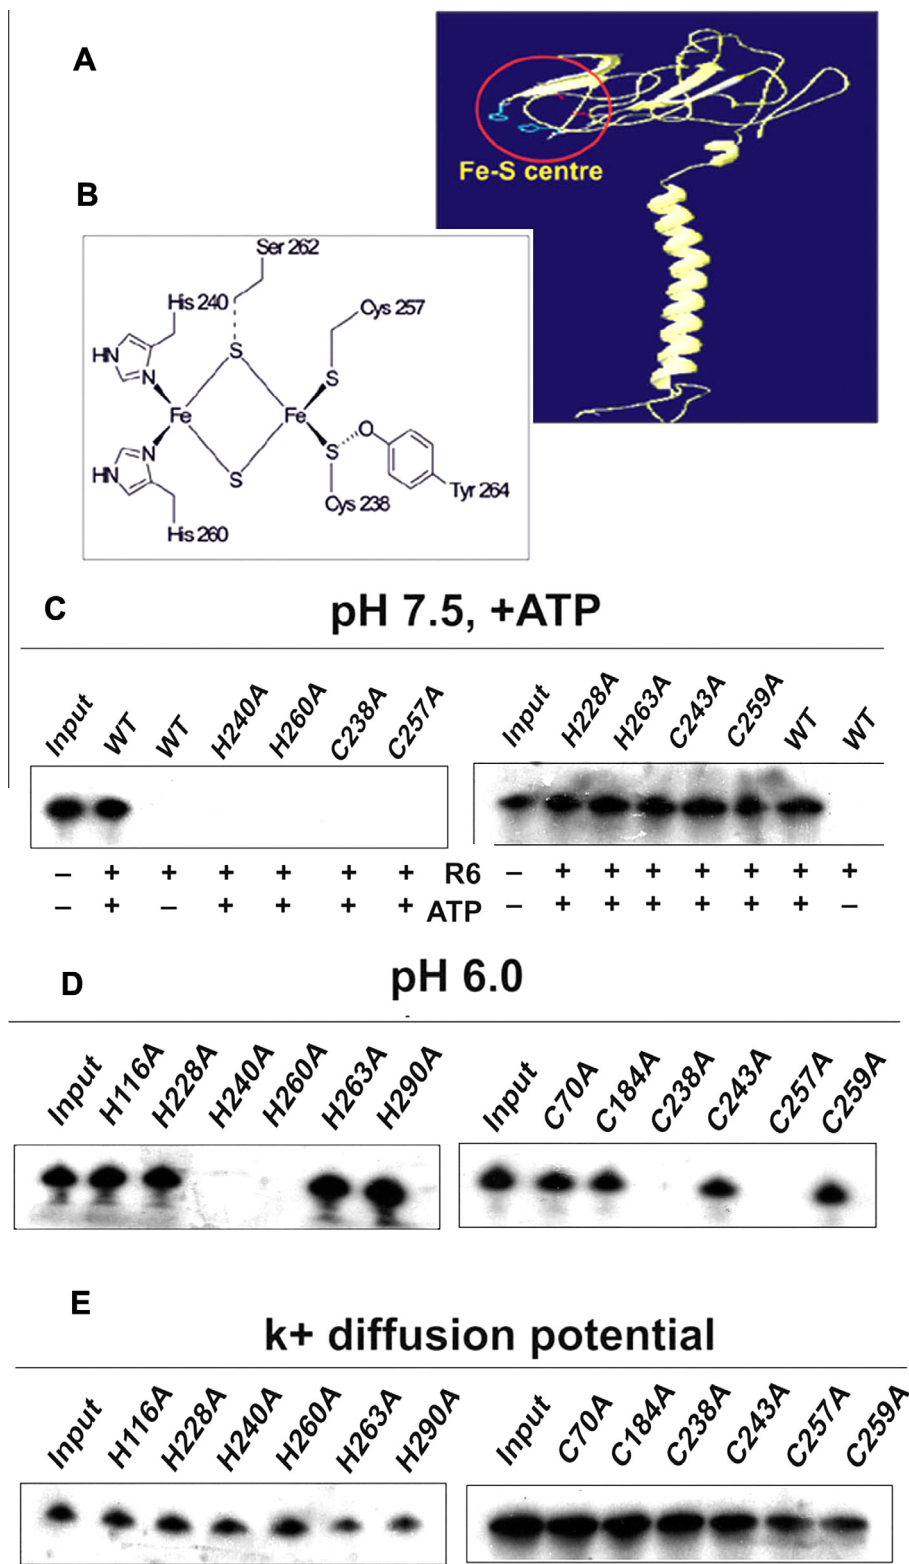 A
Fe-S centre
B
Ser 262
His 240
Cys 257
HN
N
S
S
Fe
Fe
O
HN
N
S
S
Tyr 264
Cys 238
His 260
C
pH 7.5, +ATP
Input WT WT H240A H260A C238A C257A Input H228A H263A C243A C259A WT WT
– + + + + + + R6 – + + + + + + +
– + – + + + + ATP – + + + + + + –
D
pH 6.0
-
Input H116A H228A H240A H260A H263A H290A Input C70A C184A C238A C243A C257A C259A
E
k+ diffusion potential
Input H116A H228A H240A H260A H263A H290A Input C70A C184A C238A C243A C257A C259A